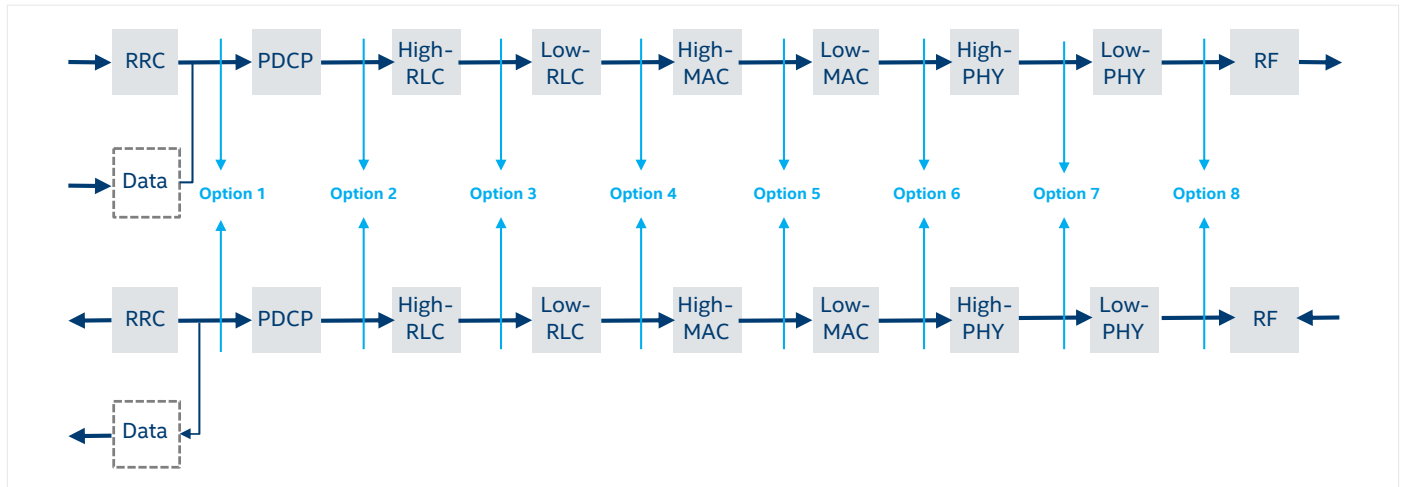 RRC
PDCP
High-
RLC
Low-
RLC
High-
MAC
Low-
MAC
High-
PHY
Low-
PHY
RF
Data
Option 1
Option 2
Option 3
Option 4
Option 5
Option 6
Option 7
Option 8
RRC
PDCP
High-
RLC
Low-
RLC
High-
MAC
Low-
MAC
High-
PHY
Low-
PHY
RF
Data